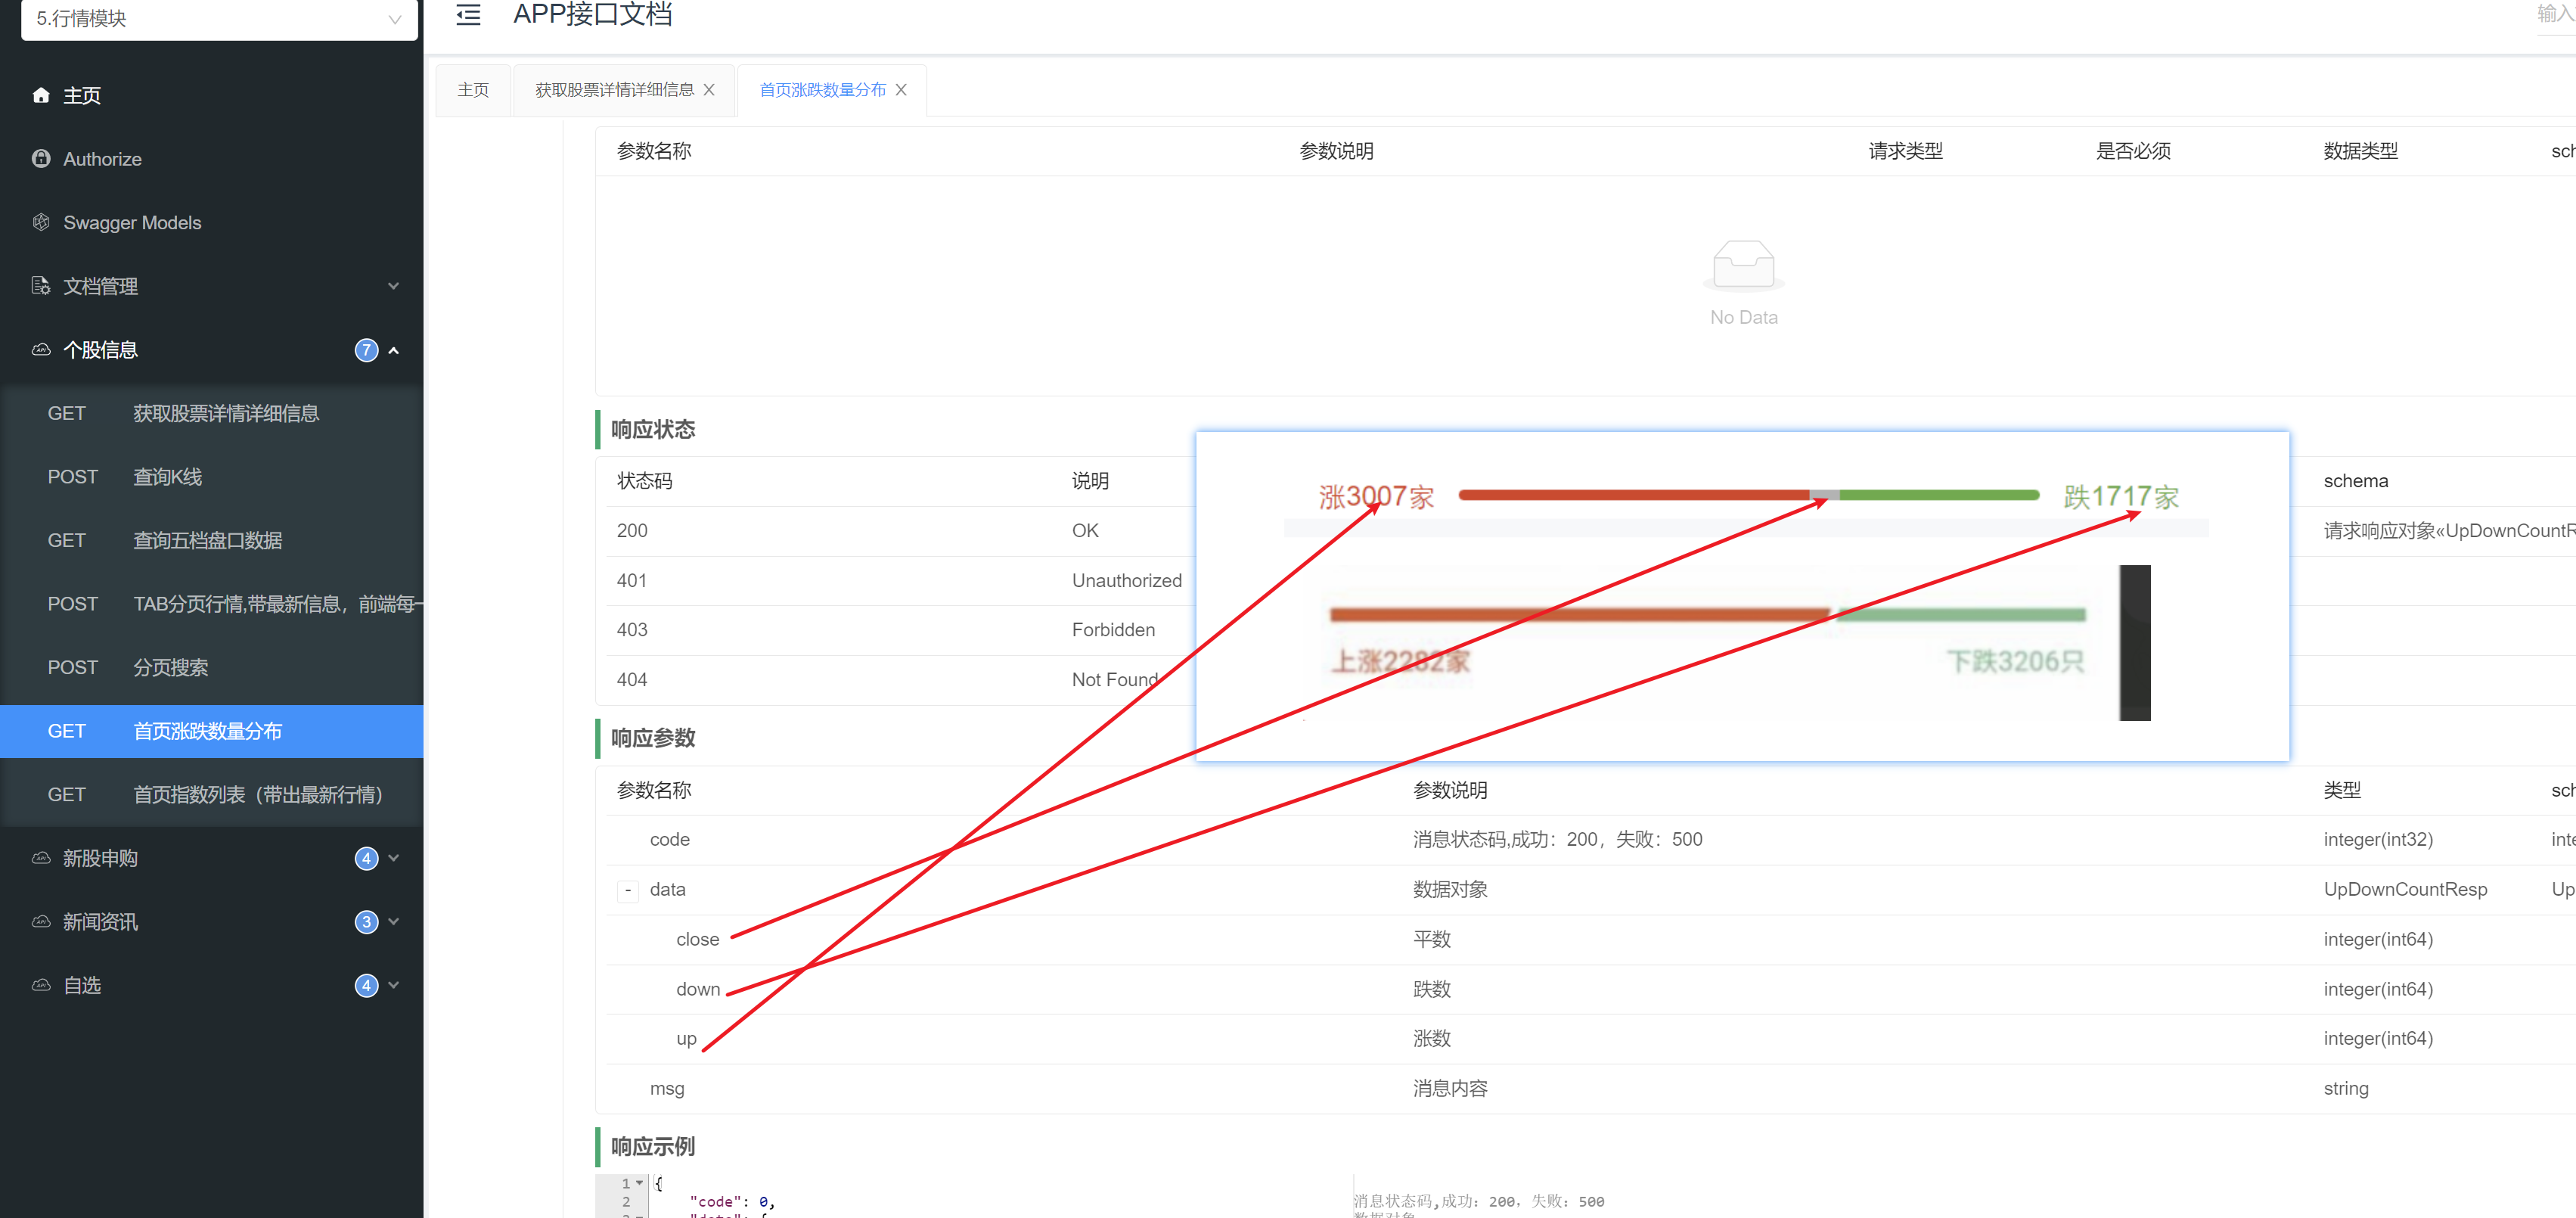 5.行情模块
主页
Authorize
Swagger Models
文档管理
个股信息 7
GET 获取股票详情详细信息
POST 查询K线
GET 查询五档盘口数据
POST TAB分页行情,带最新信息，前端每一
POST 分页搜索
GET 首页涨跌数量分布
GET 首页指数列表（带出最新行情）
新股申购 4
新闻资讯 3
自选 4
APP接口文档
输入
主页 获取股票详情详细信息 首页涨跌数量分布
参数名称 参数说明 请求类型 是否必须 数据类型 sch
No Data
响应状态
状态码 说明 schema
200 OK 请求响应对象«UpDownCountR
401 Unauthorized
403 Forbidden
404 Not Found
涨3007家 跌1717家
上涨2282家 下跌3206只
响应参数
参数名称 参数说明 类型 sch
code 消息状态码,成功：200，失败：500 integer(int32) inte
- data 数据对象 UpDownCountResp Up
close 平数 integer(int64)
down 跌数 integer(int64)
up 涨数 integer(int64)
msg 消息内容 string
响应示例
1 {
2 "code": 0, 消息状态码,成功：200，失败：500
3 "data": { 数据对象